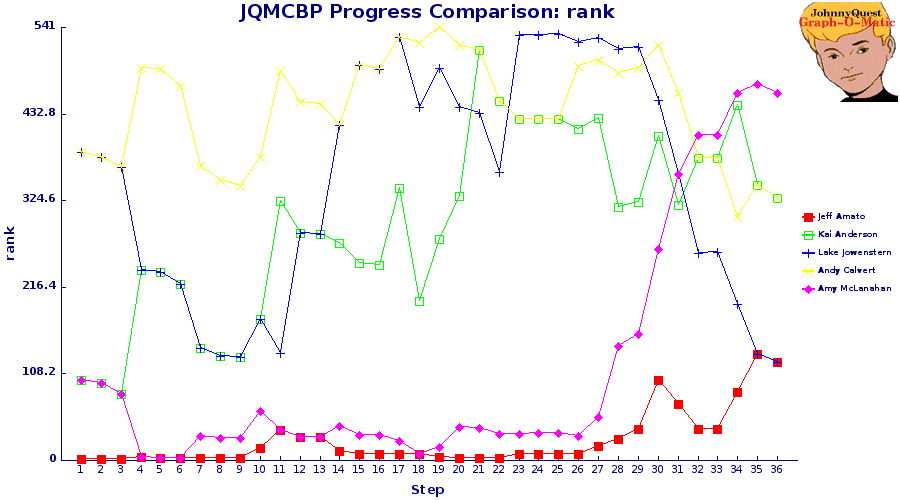 JQMCBP Progress Comparison: rank
JohnnyQuest
Graph-O-Matic
541
432.8
324.6
216.4
108.2
0
rank
1 2 3 4 5 6 7 8 9 10 11 12 13 14 15 16 17 18 19 20 21 22 23 24 25 26 27 28 29 30 31 32 33 34 35 36
Step
Jeff Amato
Kai Anderson
Lake Jowenstern
Andy Calvert
Amy McLanahan